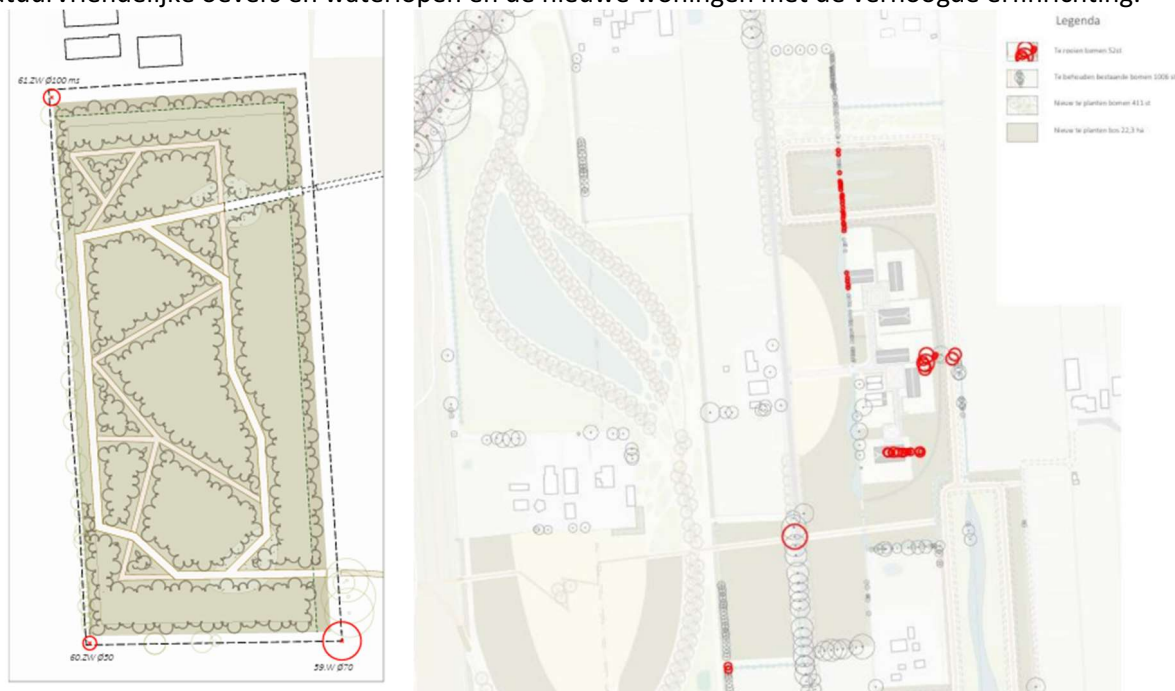 natuurvriendelijke oevers en waterlopen en de nieuwe woningen met de verhoogde erfinrichting.
Legenda
Te rooien bomen 52st
Te behouden bestaande bomen 1006 st
Nieuw te planten bomen 411 st
Nieuw te planten bos 22,3 ha
61.ZW Ø100 ms
60.ZW Ø50
59.W Ø70